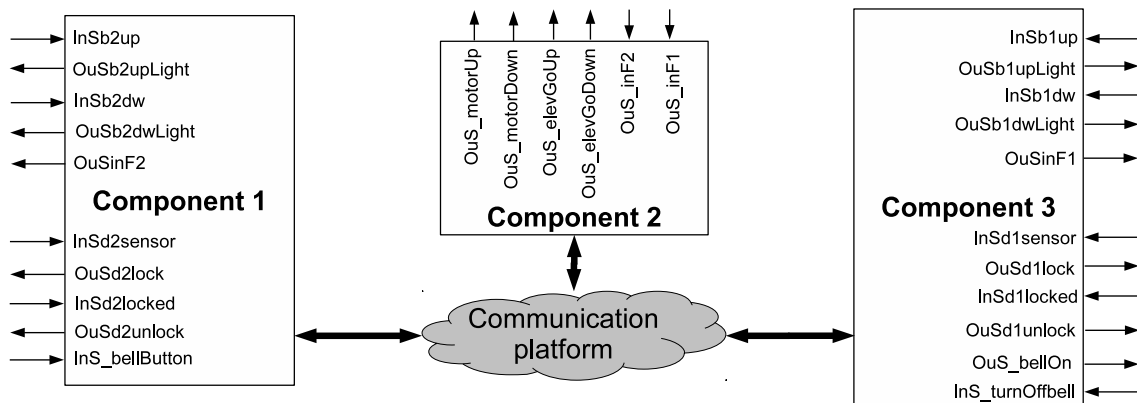 InSb2up
OuSb2upLight
InSb2dw
OuSb2dwLight
OuSinF2
Component 1
InSd2sensor
OuSd2lock
InSd2locked
OuSd2unlock
InS_bellButton
OuS_motorUp
OuS_motorDown
OuS_elevGoUp
OuS_elevGoDown
OuS_inF2
OuS_inF1
Component 2
Communication
platform
InSb1up
OuSb1upLight
InSb1dw
OuSb1dwLight
OuSinF1
Component 3
InSd1sensor
OuSd1lock
InSd1locked
OuSd1unlock
OuS_bellOn
InS_turnOffbell